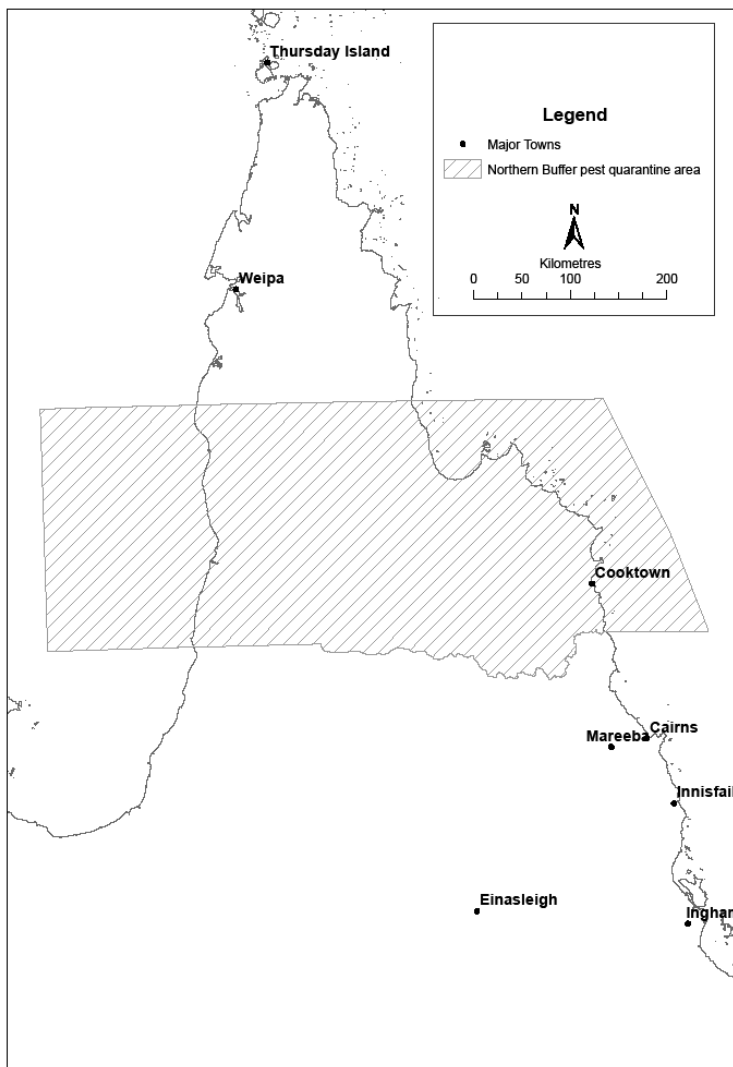 Thursday Island
Legend
Major Towns
Northern Buffer pest quarantine area
N
Kilometres
0 50 100 200
Weipa
Cooktown
Cairns
Mareeba
Innisfail
Einasleigh
Ingham